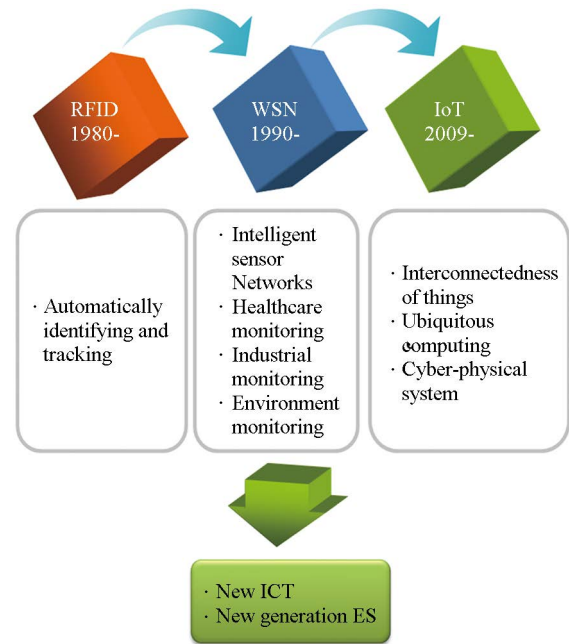 RFID
1980-
WSN
1990-
IoT
2009-
· Automatically
identifying and
tracking
· Intelligent
sensor
Networks
· Healthcare
monitoring
· Industrial
monitoring
· Environment
monitoring
· Interconnectedness
of things
· Ubiquitous
computing
· Cyber-physical
system
· New ICT
· New generation ES